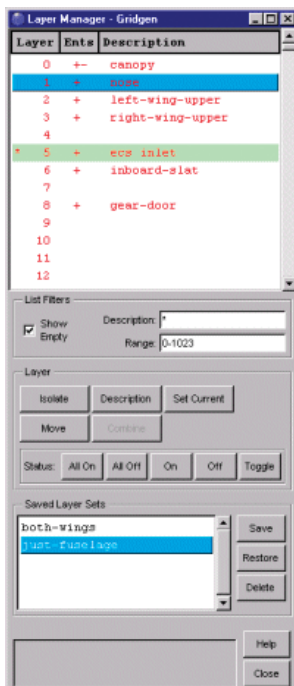 Layer Manager - Gridgen
Layer Ents Description
0 +- canopy
1 + nose
2 + left-wing-upper
3 + right-wing-upper
4
* 5 + ecs inlet
6 + inboard-slat
7
8 + gear-door
9
10
11
12
List Filters
Show Empty
Description: *
Range: 0-1023
Layer
Isolate Description Set Current
Move Combine
Status: All On All Off On Off Toggle
Saved Layer Sets
both-wings
just-fuselage
Save
Restore
Delete
Help
Close